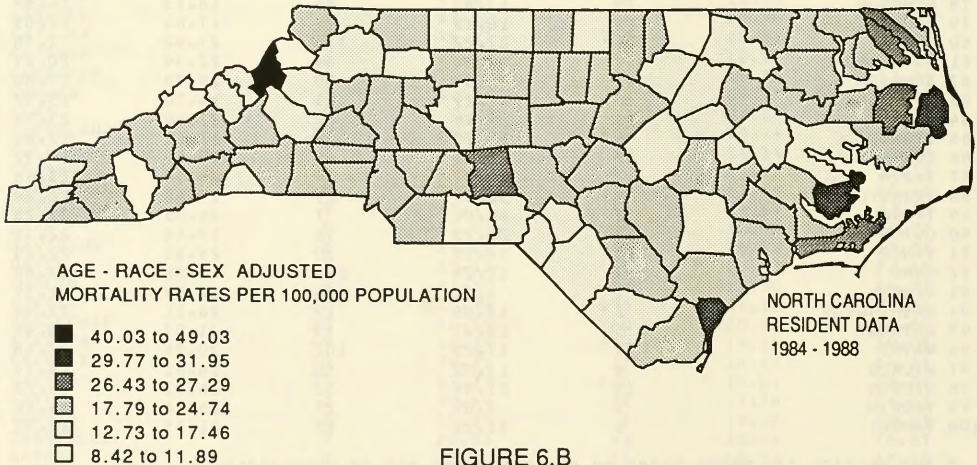 AGE - RACE - SEX ADJUSTED
MORTALITY RATES PER 100,000 POPULATION
40.03 to 49.03
29.77 to 31.95
26.43 to 27.29
17.79 to 24.74
12.73 to 17.46
8.42 to 11.89
NORTH CAROLINA
RESIDENT DATA
1984 - 1988
FIGURE 6.B